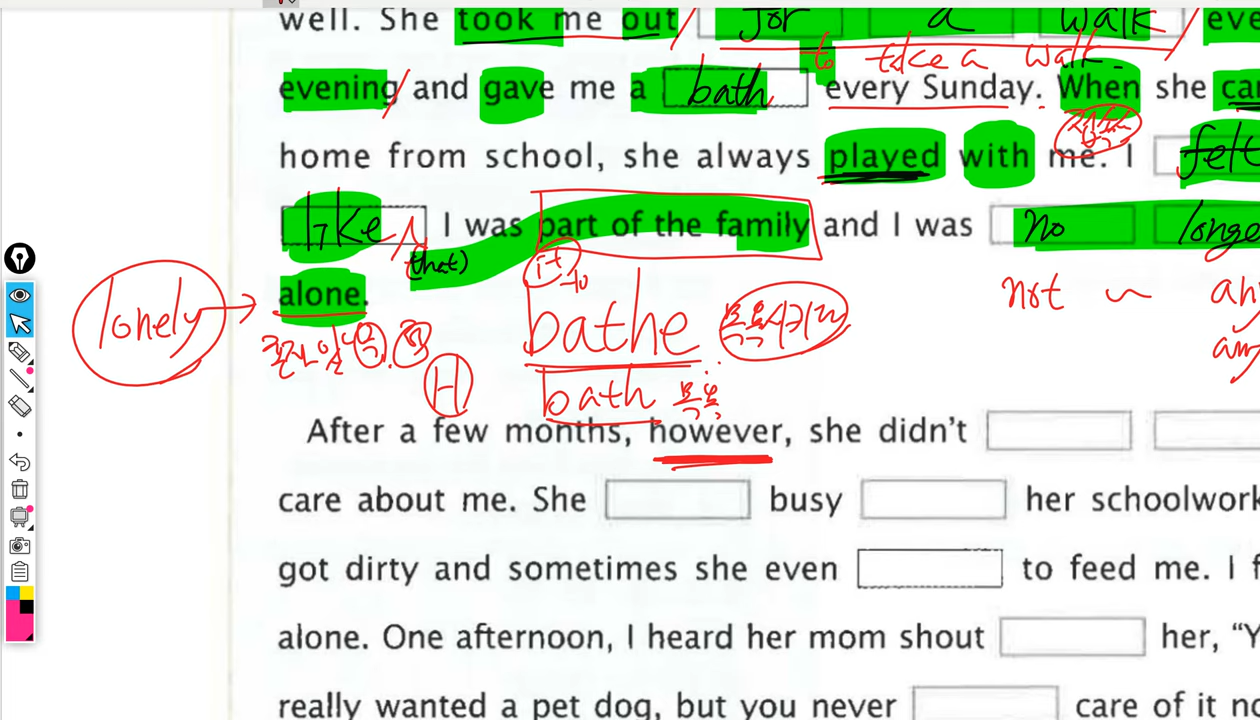 well. She took me out / for a walk / eve
to take a walk
evening / and gave me a bath every Sunday. When she ca
home from school, she always played with me. I felt
like I was part of the family and I was no longe
(that)
alone.
lonely
it
bathe 목욕시키다
bath 목욕
H
not ~ any
any
After a few months, however, she didn't
care about me. She busy her schoolwork
got dirty and sometimes she even to feed me. I f
alone. One afternoon, I heard her mom shout her, "Y
really wanted a pet dog, but you never care of it n